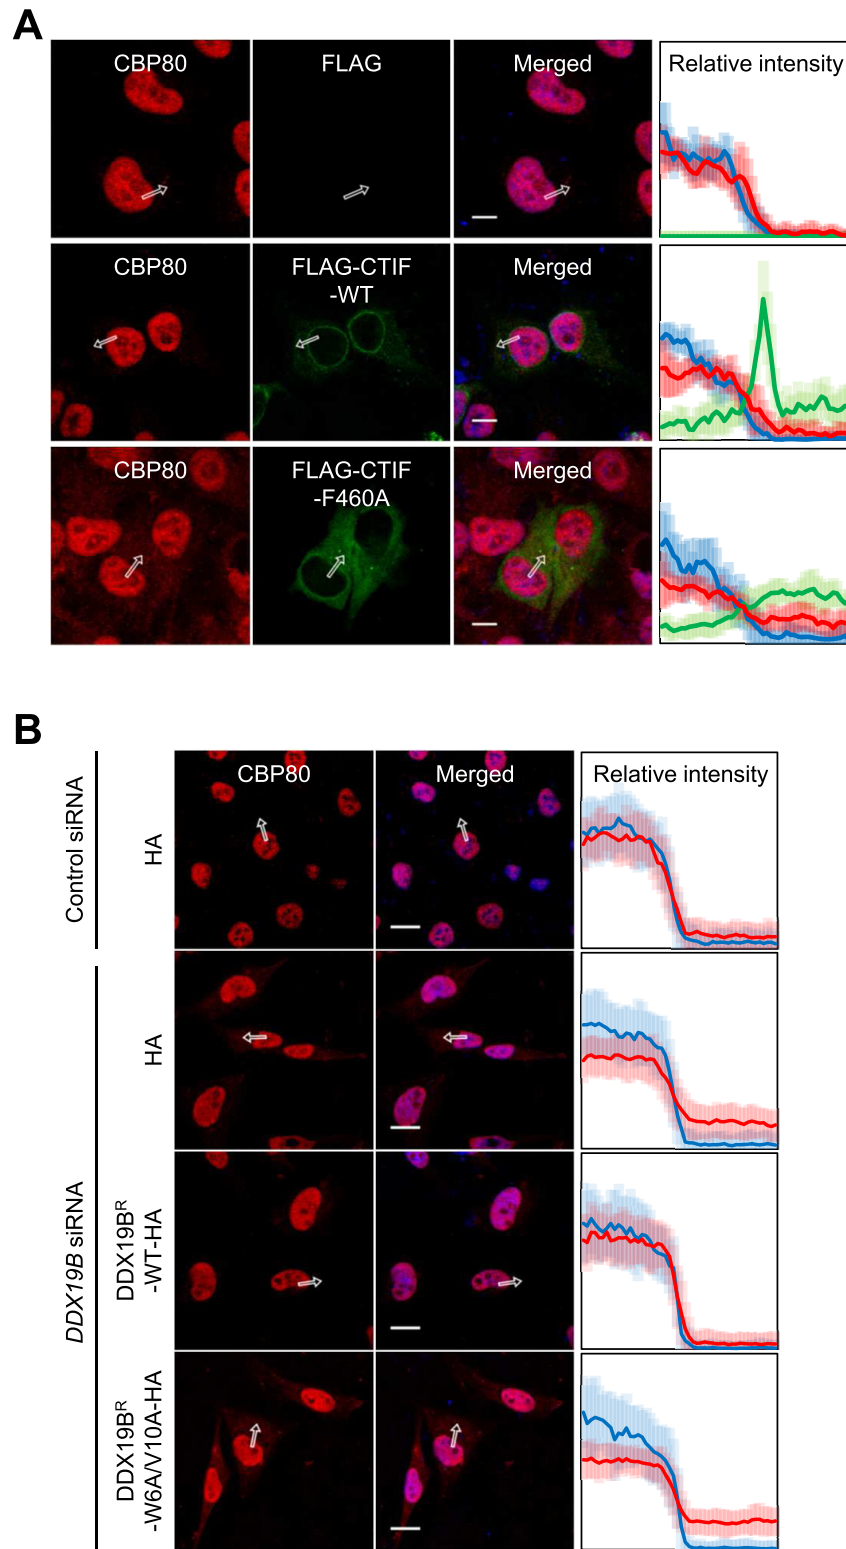 A
CBP80
FLAG
Merged
Relative intensity
CBP80
FLAG-CTIF
-WT
Merged
CBP80
FLAG-CTIF
-F460A
Merged
B
Control siRNA
HA
CBP80
Merged
Relative intensity
DDX19B siRNA
HA
DDX19Bᴿ
-WT-HA
DDX19Bᴿ
-W6A/V10A-HA